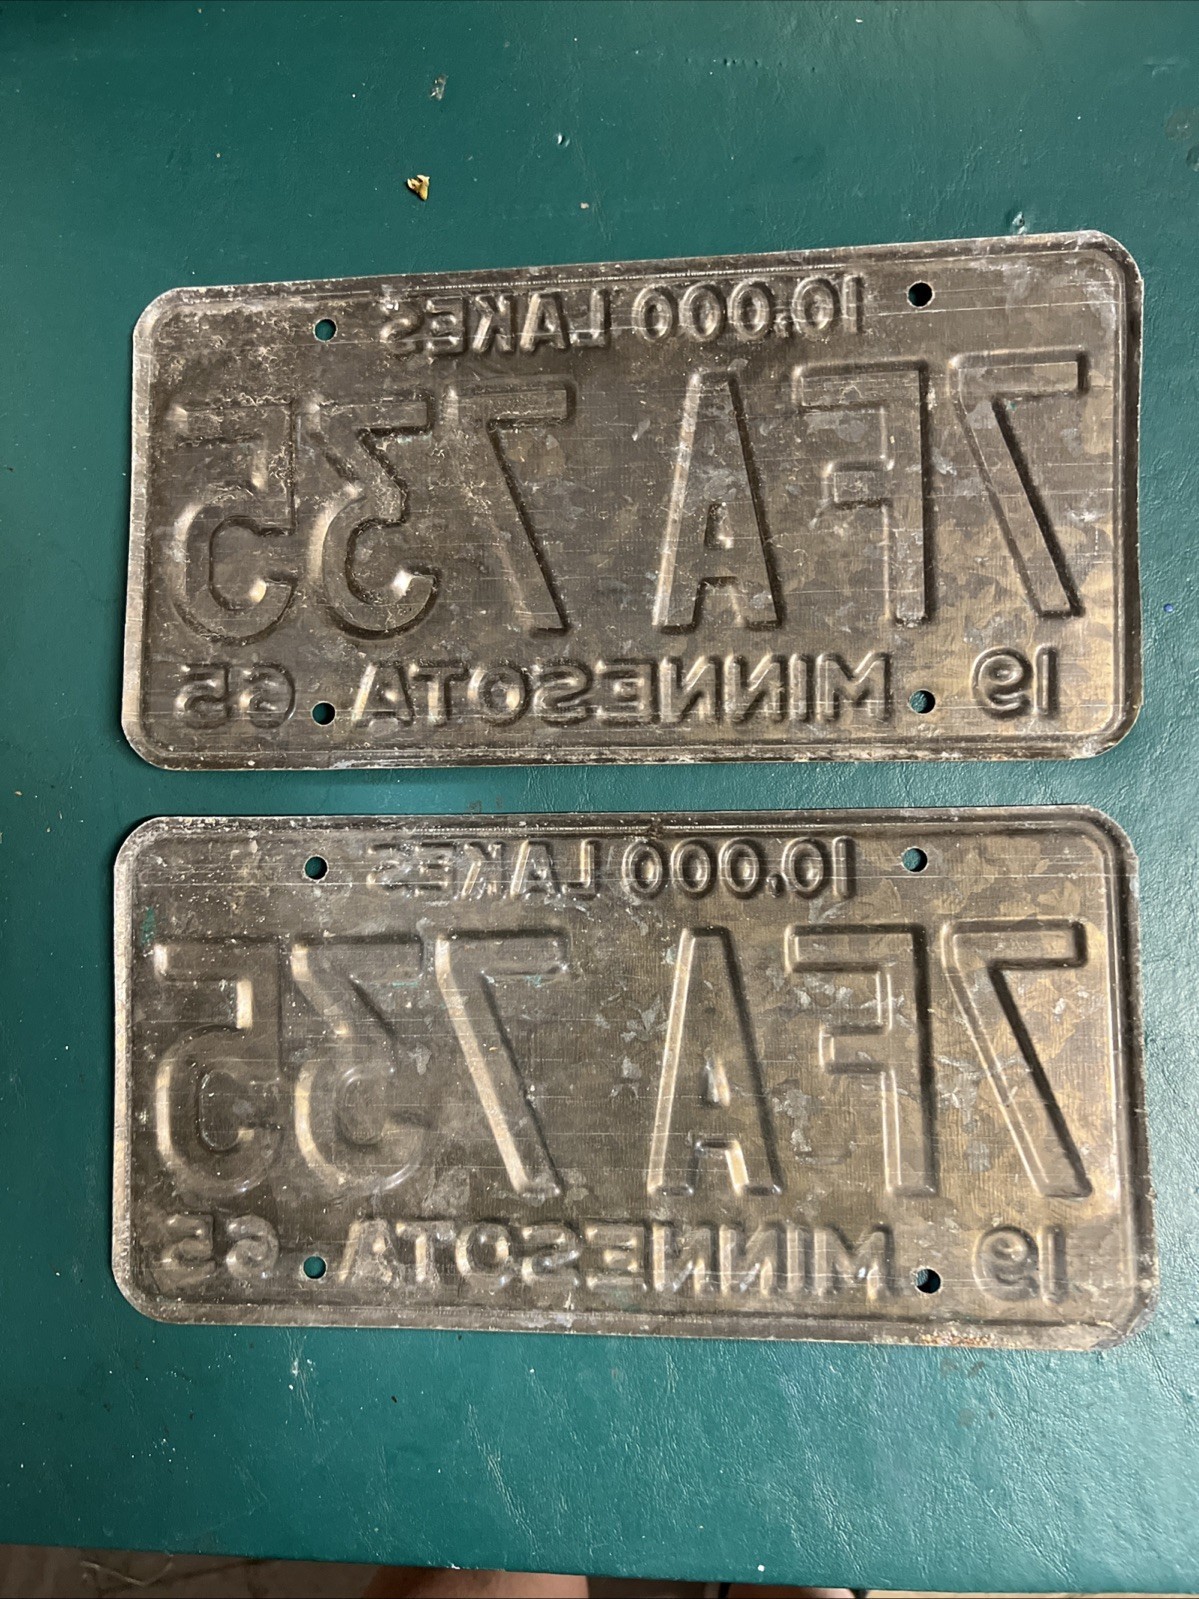 10,000 LAKES
7FA 735
19 MINNESOTA 65
10,000 LAKES
7FA 735
19 MINNESOTA 65